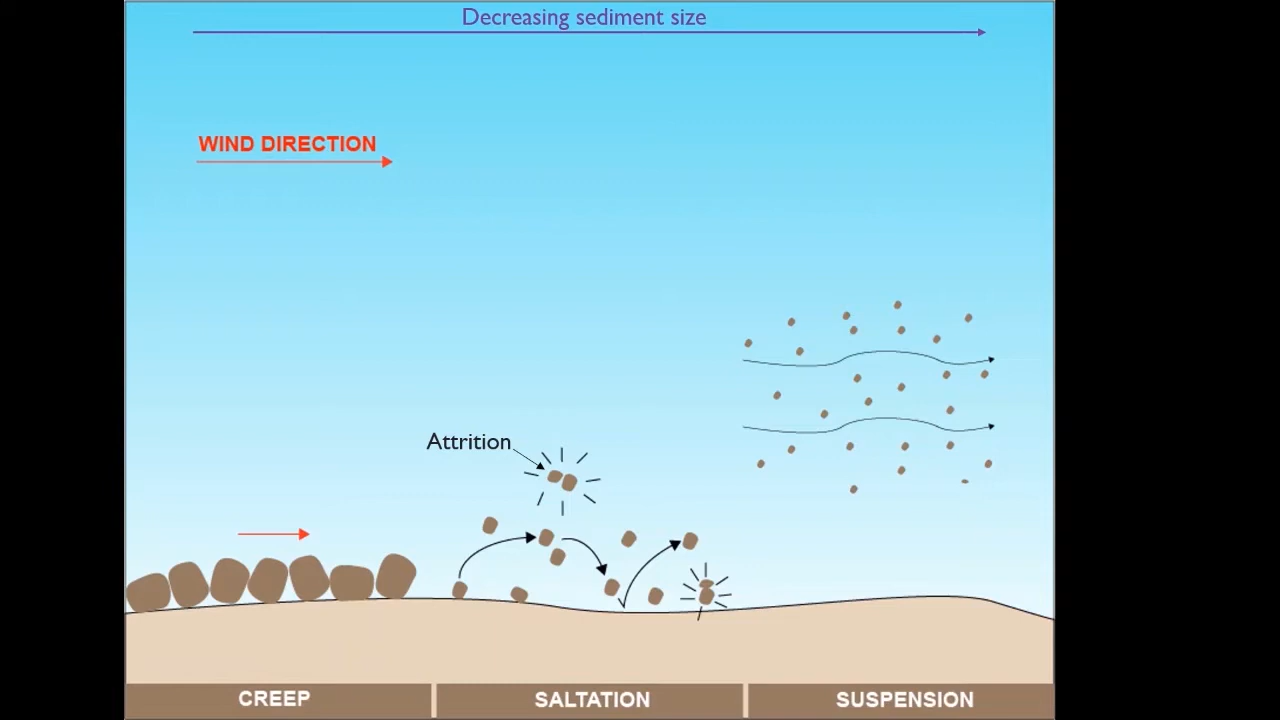 Decreasing sediment size
WIND DIRECTION
Attrition
CREEP
SALTATION
SUSPENSION